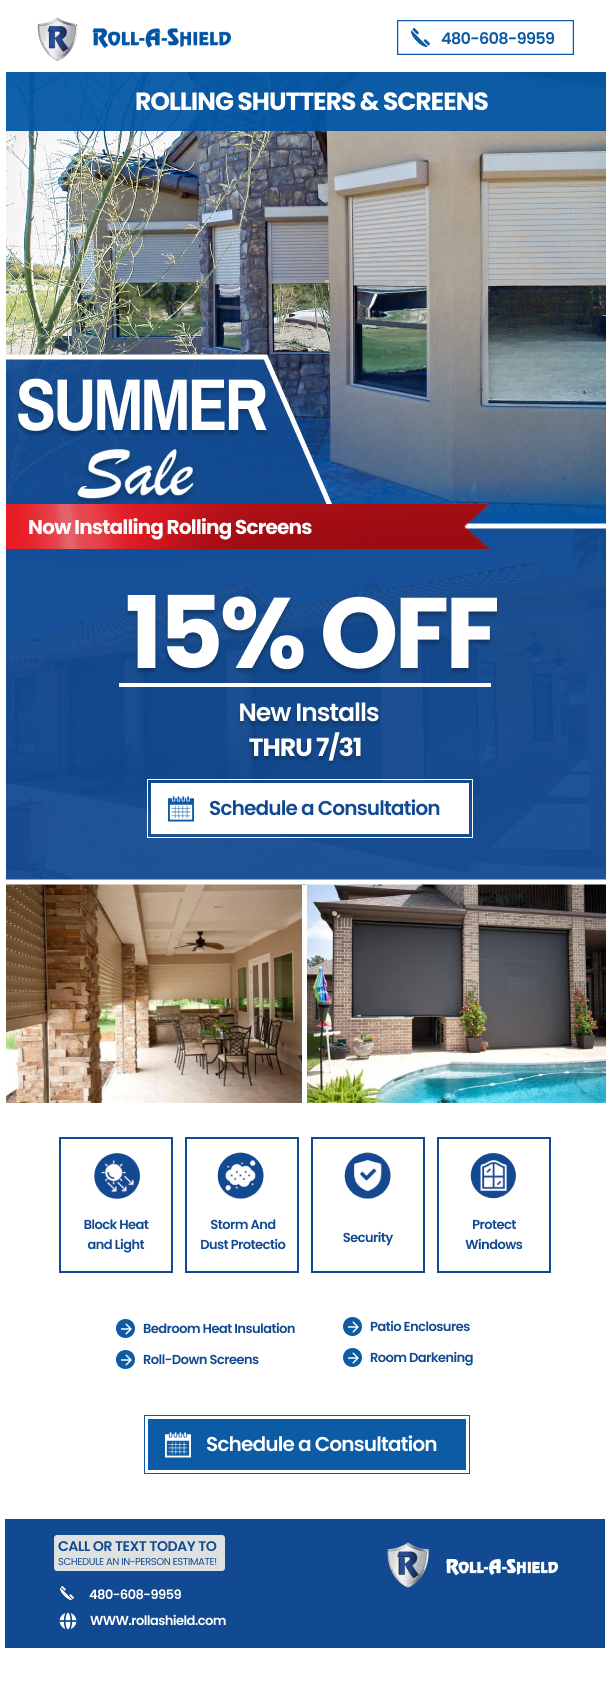 R ROLL-A-SHIELD
480-608-9959
ROLLING SHUTTERS & SCREENS
SUMMER
Sale
Now Installing Rolling Screens
15% OFF
New Installs
THRU 7/31
Schedule a Consultation
Block Heat
and Light
Storm And
Dust Protectio
Security
Protect
Windows
Bedroom Heat Insulation
Patio Enclosures
Roll-Down Screens
Room Darkening
Schedule a Consultation
CALL OR TEXT TODAY TO
SCHEDULE AN IN-PERSON ESTIMATE!
480-608-9959
WWW.rollashield.com
R ROLL-A-SHIELD